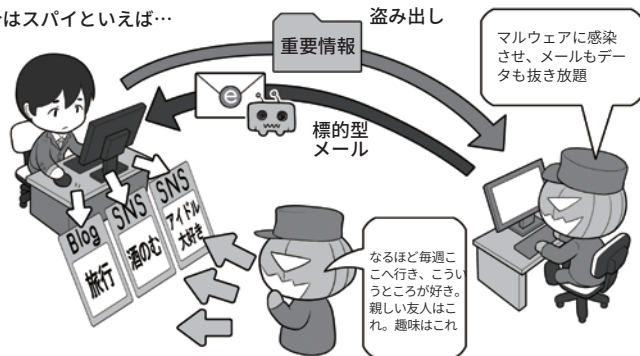 はスパイといえば…
盗み出し
重要情報
マルウェアに感染
させ、メールもデー
タも抜き放題
e
標的型
メール
Blog
旅行
SNS
酒のむ
SNS
アイドル
大好き
なるほど毎週こ
こへ行き、こうい
うところが好き。
親しい友人はこ
れ。趣味はこれ